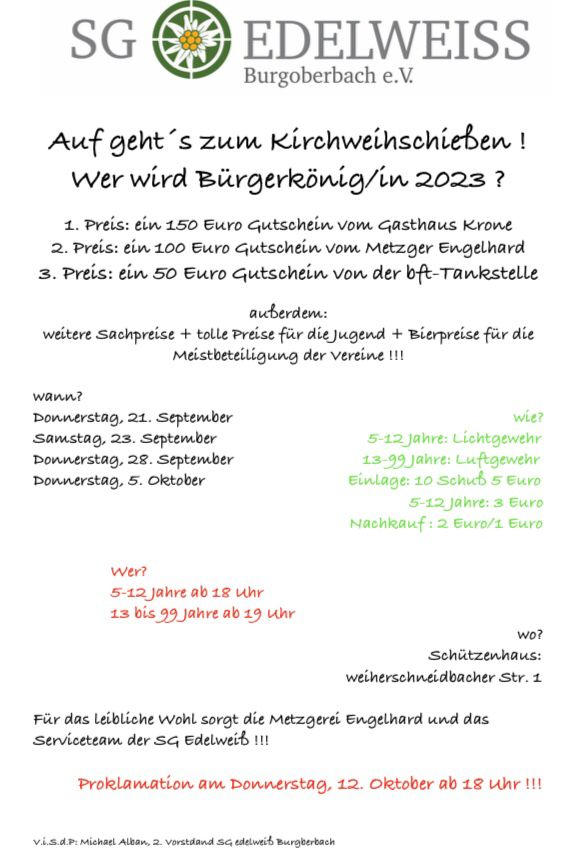 SG EDELWEISS
Burgoberbach e.V.
Auf geht´s zum Kirchweihschießen !
Wer wird Bürgerkönig/in 2023 ?
1. Preis: ein 150 Euro Gutschein vom Gasthaus Krone
2. Preis: ein 100 Euro Gutschein vom Metzger Engelhard
3. Preis: ein 50 Euro Gutschein von der bft-Tankstelle
außerdem:
weitere Sachpreise + tolle Preise für die Jugend + Bierpreise für die
Meistbeteiligung der Vereine !!!
wann?
Donnerstag, 21. September
Samstag, 23. September
Donnerstag, 28. September
Donnerstag, 5. Oktober
wie?
5-12 Jahre: Lichtgewehr
13-99 Jahre: Luftgewehr
Einlage: 10 Schuß 5 Euro
5-12 Jahre: 3 Euro
Nachkauf : 2 Euro/1 Euro
Wer?
5-12 Jahre ab 18 Uhr
13 bis 99 Jahre ab 19 Uhr
wo?
Schützenhaus:
weiherschneidbacher Str. 1
Für das leibliche Wohl sorgt die Metzgerei Engelhard und das
Serviceteam der SG Edelweiß !!!
Proklamation am Donnerstag, 12. Oktober ab 18 Uhr !!!
V.i.S.d.P: Michael Alban, 2. Vorstdand SG edelweiß Burgberbach